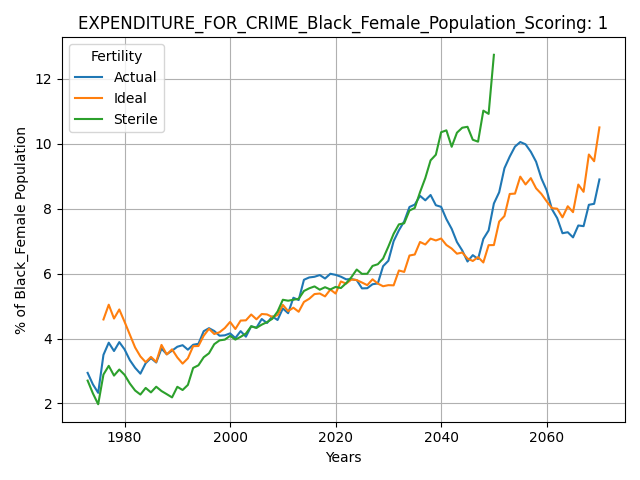 EXPENDITURE_FOR_CRIME_Black_Female_Population_Scoring: 1
Fertility
Actual
Ideal
Sterile
% of Black_Female Population
12
10
8
6
4
2
1980
2000
2020
2040
2060
Years